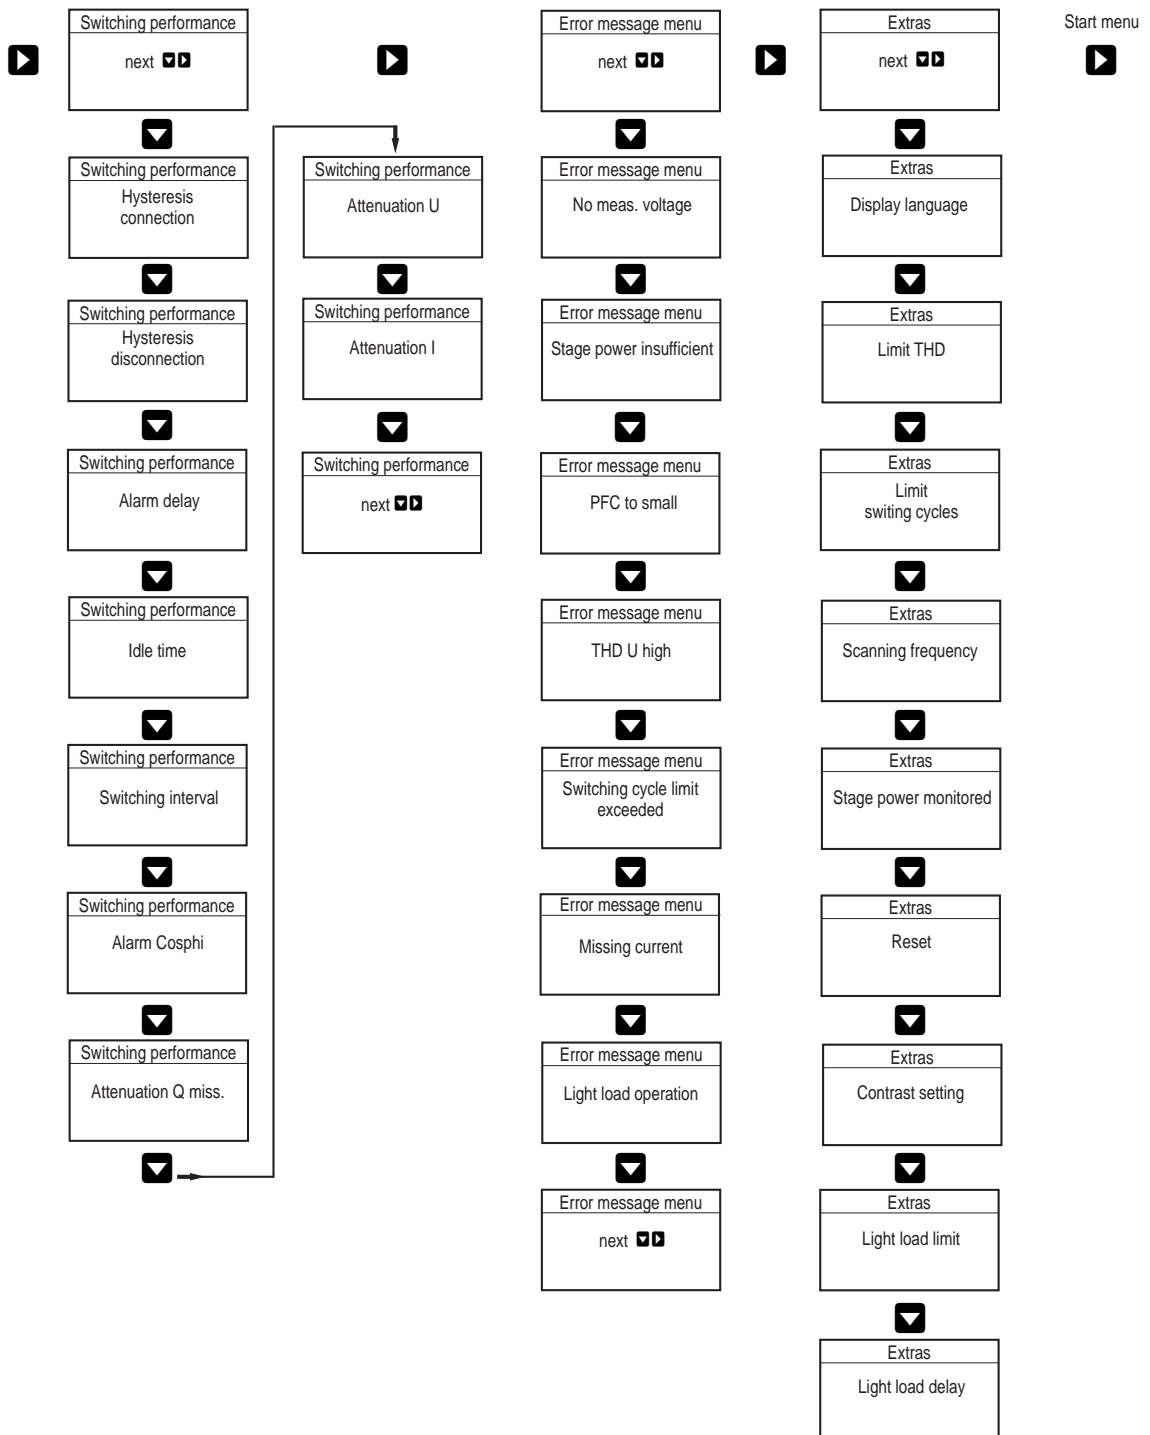 Switching performance
next
Switching performance
Hysteresis
connection
Switching performance
Hysteresis
disconnection
Switching performance
Alarm delay
Switching performance
Idle time
Switching performance
Switching interval
Switching performance
Alarm Cosphi
Switching performance
Attenuation Q miss.
Switching performance
Attenuation U
Switching performance
Attenuation I
Switching performance
next
Error message menu
next
Error message menu
No meas. voltage
Error message menu
Stage power insufficient
Error message menu
PFC to small
Error message menu
THD U high
Error message menu
Switching cycle limit
exceeded
Error message menu
Missing current
Error message menu
Light load operation
Error message menu
next
Extras
next
Extras
Display language
Extras
Limit THD
Extras
Limit
switing cycles
Extras
Scanning frequency
Extras
Stage power monitored
Extras
Reset
Extras
Contrast setting
Extras
Light load limit
Extras
Light load delay
Start menu